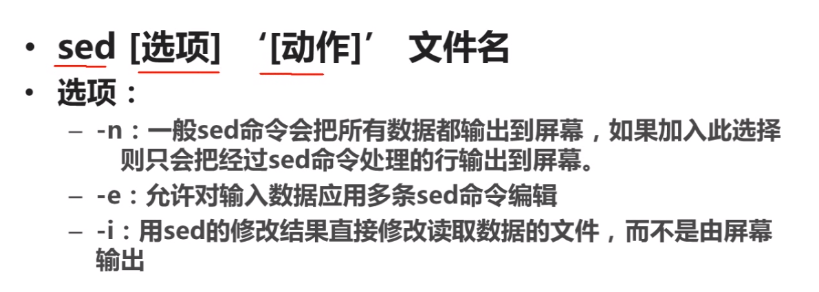 • sed [选项] ‘[动作]’ 文件名
• 选项：
– -n：一般sed命令会把所有数据都输出到屏幕，如果加入此选择
则只会把经过sed命令处理的行输出到屏幕。
– -e：允许对输入数据应用多条sed命令编辑
– -i：用sed的修改结果直接修改读取数据的文件，而不是由屏幕
输出